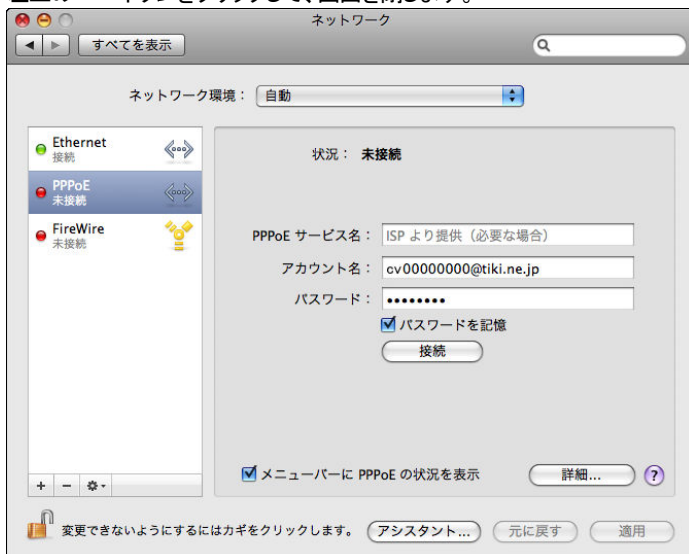 ネットワーク
すべてを表示
ネットワーク環境： 自動
Ethernet
接続
PPPoE
未接続
FireWire
未接続
状況： 未接続
PPPoE サービス名： ISP より提供（必要な場合）
アカウント名： cv00000000@tiki.ne.jp
パスワード： ••••••••
パスワードを記憶
接続
メニューバーに PPPoE の状況を表示
詳細... ?
+ −
変更できないようにするにはカギをクリックします。 アシスタント... 元に戻す 適用